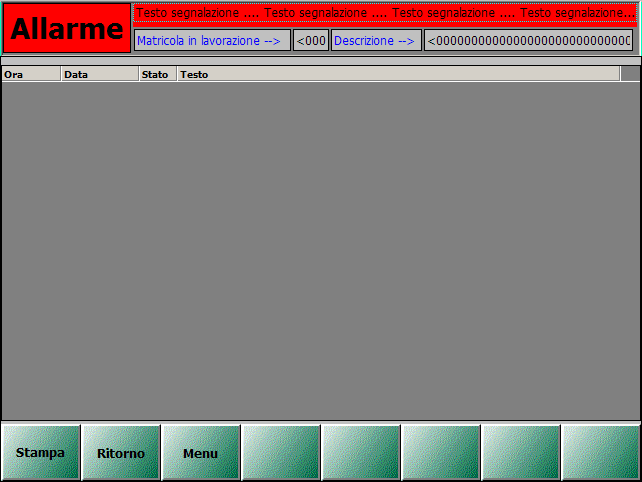 Allarme
Testo segnalazione .... Testo segnalazione .... Testo segnalazione .... Testo segnalazione...
Matricola in lavorazione --> <000 Descrizione --> <0000000000000000000000000000
Ora Data Stato Testo
Stampa Ritorno Menu